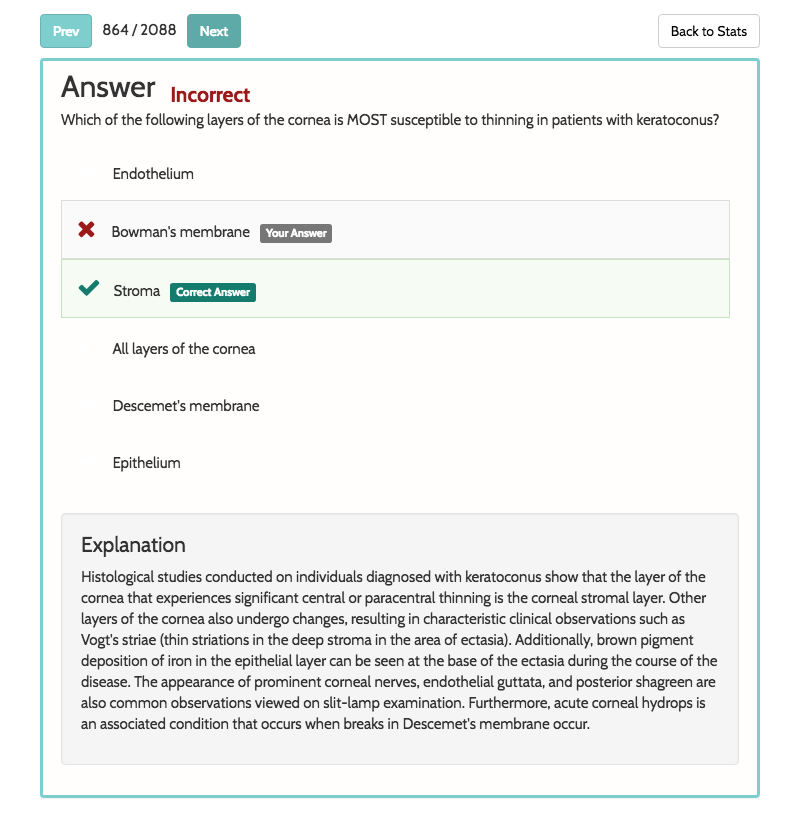 Prev 864 / 2088 Next Back to Stats
Answer Incorrect
Which of the following layers of the cornea is MOST susceptible to thinning in patients with keratoconus?
Endothelium
Bowman's membrane Your Answer
Stroma Correct Answer
All layers of the cornea
Descemet's membrane
Epithelium
Explanation
Histological studies conducted on individuals diagnosed with keratoconus show that the layer of the
cornea that experiences significant central or paracentral thinning is the corneal stromal layer. Other
layers of the cornea also undergo changes, resulting in characteristic clinical observations such as
Vogt's striae (thin striations in the deep stroma in the area of ectasia). Additionally, brown pigment
deposition of iron in the epithelial layer can be seen at the base of the ectasia during the course of the
disease. The appearance of prominent corneal nerves, endothelial guttata, and posterior shagreen are
also common observations viewed on slit-lamp examination. Furthermore, acute corneal hydrops is
an associated condition that occurs when breaks in Descemet's membrane occur.